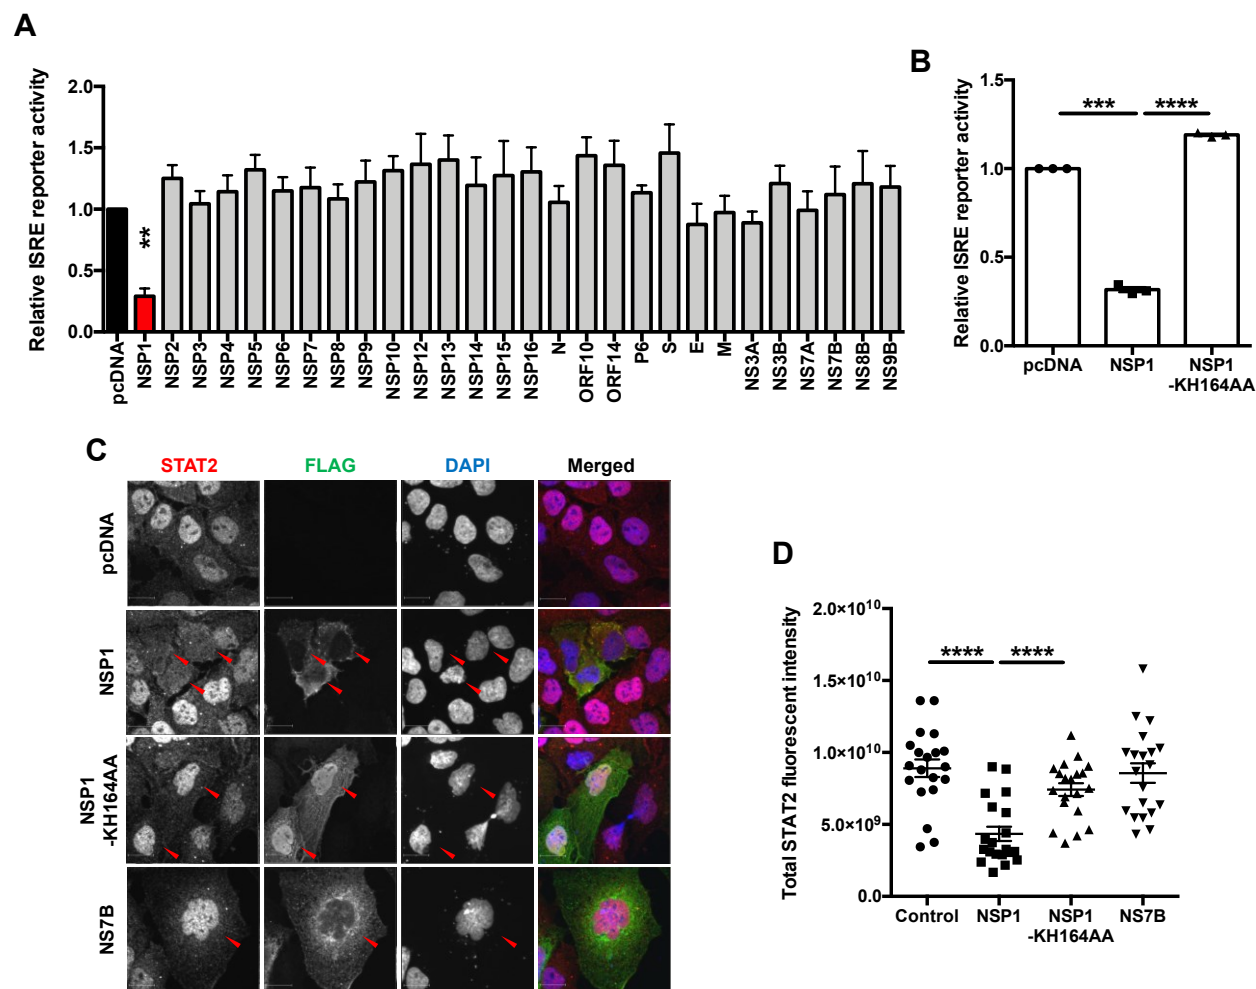 A
Relative ISRE reporter activity
2.0
1.5
1.0
0.5
0.0
**
pcDNA
NSP1
NSP2
NSP3
NSP4
NSP5
NSP6
NSP7
NSP8
NSP9
NSP10
NSP12
NSP13
NSP14
NSP15
NSP16
N
ORF10
ORF14
P6
S
E
M
NS3A
NS3B
NS7A
NS7B
NS8B
NS9B
B
Relative ISRE reporter activity
1.5
1.0
0.5
0.0
*** ****
pcDNA NSP1 NSP1
-KH164AA
C
STAT2 FLAG DAPI Merged
pcDNA
NSP1
NSP1
-KH164AA
NS7B
D
Total STAT2 fluorescent intensity
2.0×10¹⁰
1.5×10¹⁰
1.0×10¹⁰
5.0×10⁹
0.0
**** ****
Control NSP1 NSP1 NS7B
-KH164AA